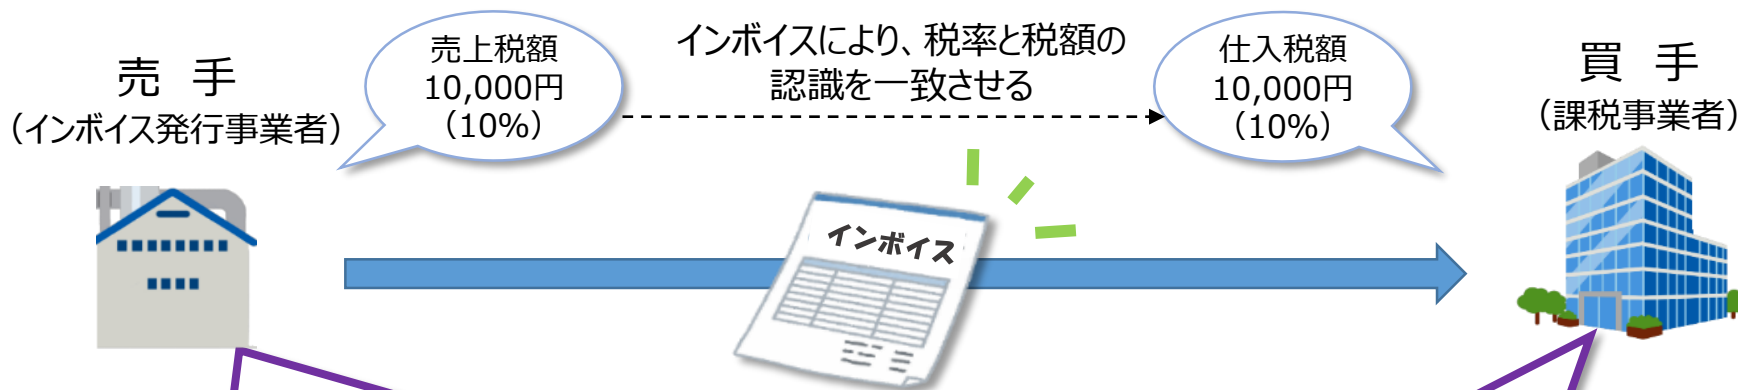 売 手
（インボイス発行事業者）
売上税額
10,000円
（10%）
インボイスにより、税率と税額の
認識を一致させる
仕入税額
10,000円
（10%）
買 手
（課税事業者）
インボイス